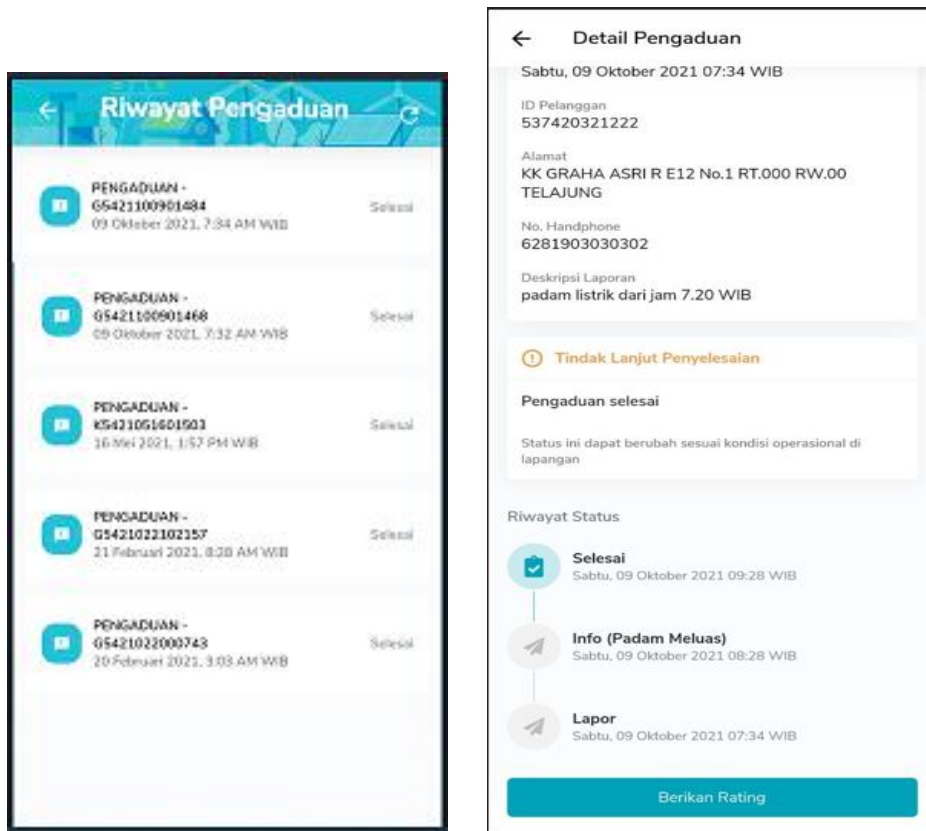 Riwayat Pengaduan
PENGADUAN -
G5421100901484
09 Oktober 2021, 7:34 AM WIB
Selesai
PENGADUAN -
G5421100901468
09 Oktober 2021, 7:32 AM WIB
Selesai
PENGADUAN -
K5421051601503
16 Mei 2021, 1:57 PM WIB
Selesai
PENGADUAN -
G5421022102157
21 Februari 2021, 8:28 AM WIB
Selesai
PENGADUAN -
G5421022000743
20 Februari 2021, 3:03 AM WIB
Selesai
Detail Pengaduan
Sabtu, 09 Oktober 2021 07:34 WIB
ID Pelanggan
537420321222
Alamat
KK GRAHA ASRI R E12 No.1 RT.000 RW.00
TELAJUNG
No. Handphone
6281903030302
Deskripsi Laporan
padam listrik dari jam 7.20 WIB
Tindak Lanjut Penyelesaian
Pengaduan selesai
Status ini dapat berubah sesuai kondisi operasional di
lapangan
Riwayat Status
Selesai
Sabtu, 09 Oktober 2021 09:28 WIB
Info (Padam Meluas)
Sabtu, 09 Oktober 2021 08:28 WIB
Lapor
Sabtu, 09 Oktober 2021 07:34 WIB
Berikan Rating